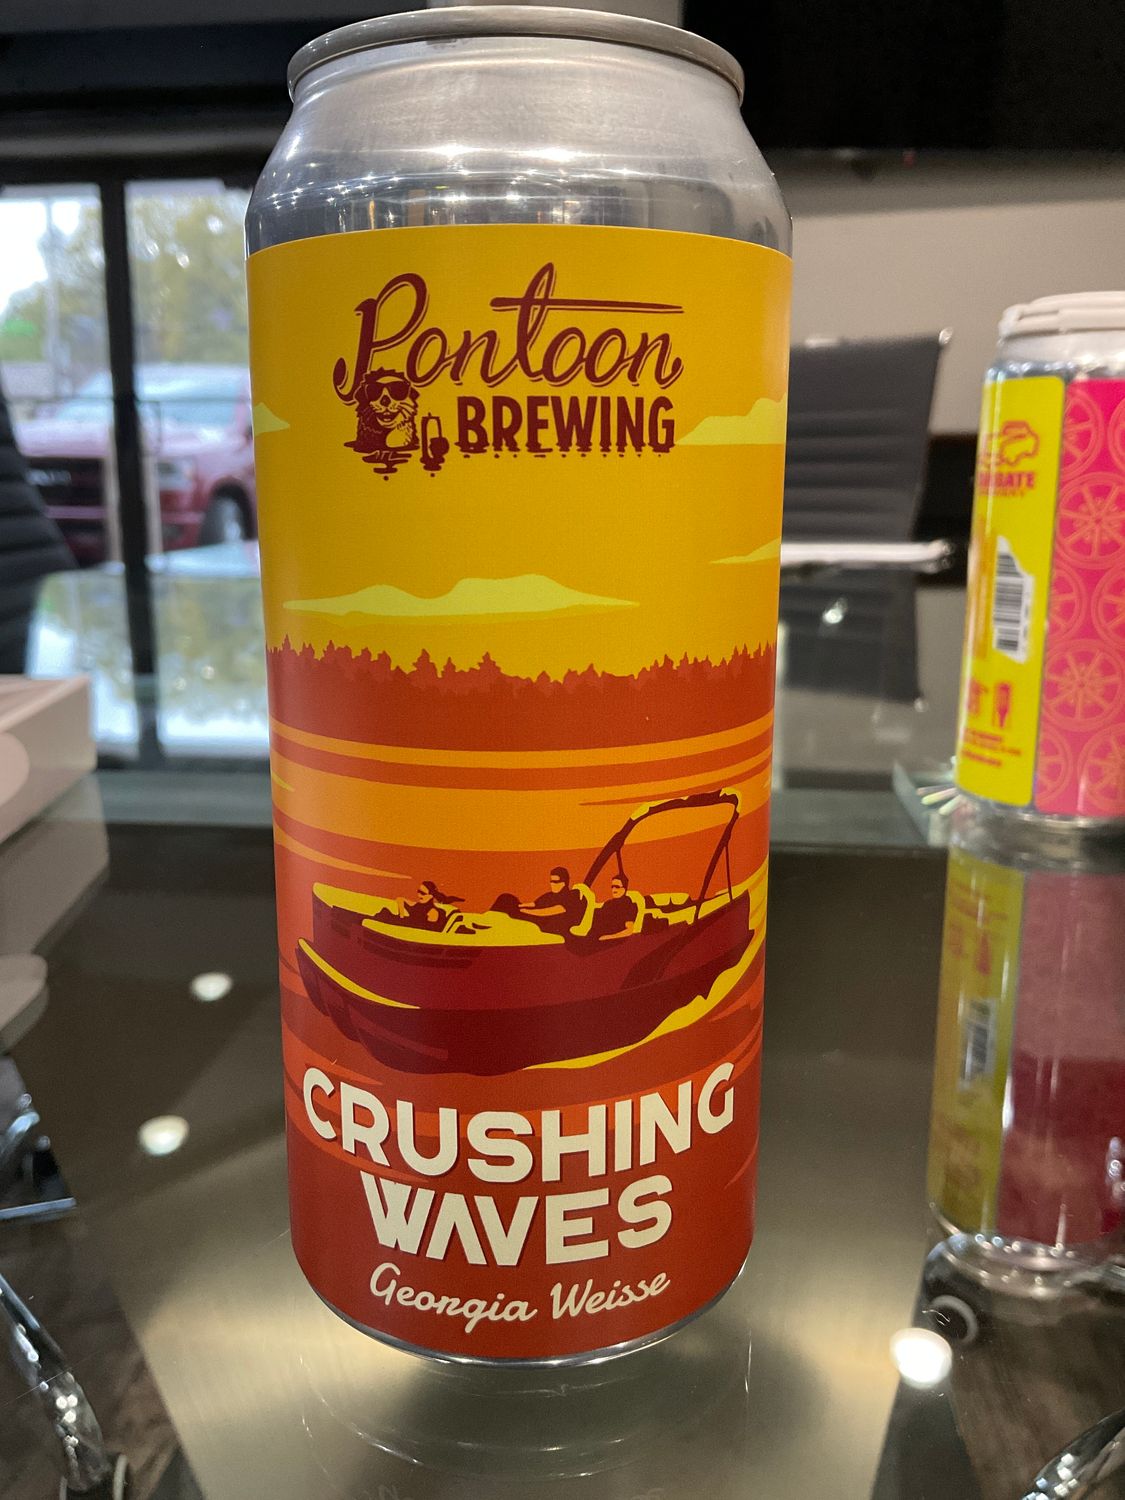 Pontoon
BREWING
CRUSHING
WAVES
Georgia Weisse